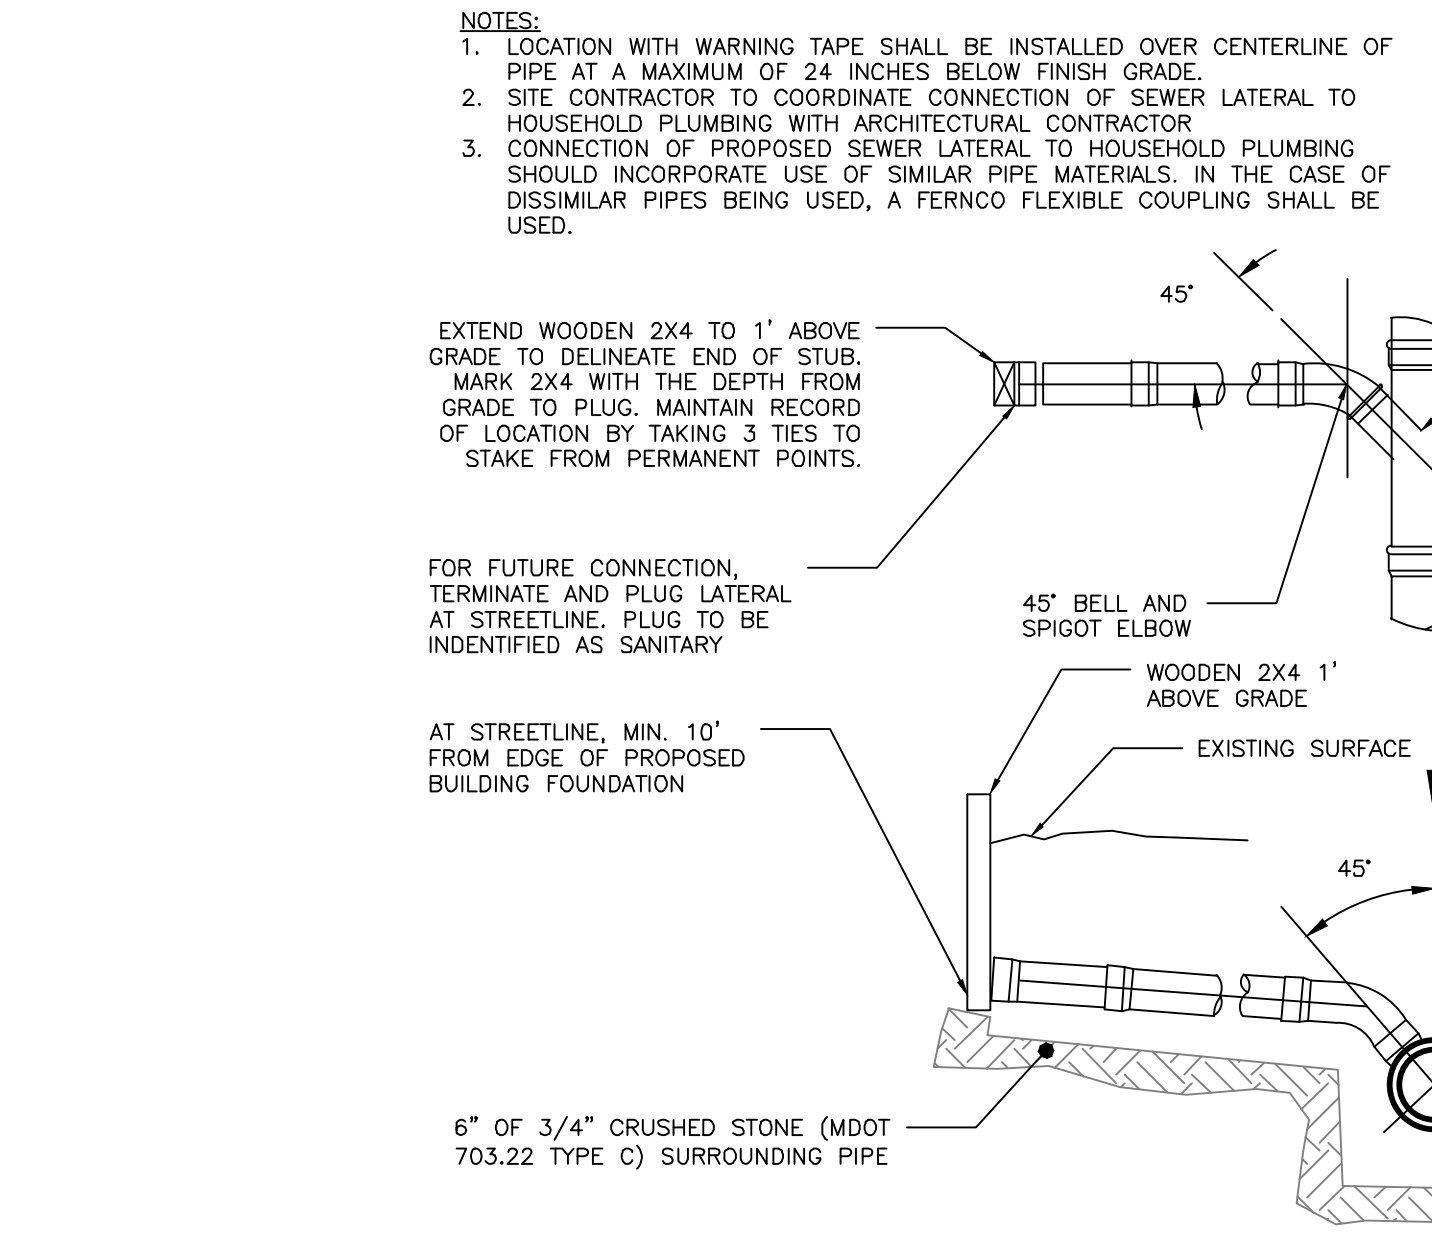 NOTES:
1. LOCATION WITH WARNING TAPE SHALL BE INSTALLED OVER CENTERLINE OF
PIPE AT A MAXIMUM OF 24 INCHES BELOW FINISH GRADE.
2. SITE CONTRACTOR TO COORDINATE CONNECTION OF SEWER LATERAL TO
HOUSEHOLD PLUMBING WITH ARCHITECTURAL CONTRACTOR
3. CONNECTION OF PROPOSED SEWER LATERAL TO HOUSEHOLD PLUMBING
SHOULD INCORPORATE USE OF SIMILAR PIPE MATERIALS. IN THE CASE OF
DISSIMILAR PIPES BEING USED, A FERNCO FLEXIBLE COUPLING SHALL BE
USED.
45°
EXTEND WOODEN 2X4 TO 1' ABOVE
GRADE TO DELINEATE END OF STUB.
MARK 2X4 WITH THE DEPTH FROM
GRADE TO PLUG. MAINTAIN RECORD
OF LOCATION BY TAKING 3 TIES TO
STAKE FROM PERMANENT POINTS.
FOR FUTURE CONNECTION,
TERMINATE AND PLUG LATERAL
AT STREETLINE. PLUG TO BE
INDENTIFIED AS SANITARY
45° BELL AND
SPIGOT ELBOW
WOODEN 2X4 1'
ABOVE GRADE
AT STREETLINE, MIN. 10'
FROM EDGE OF PROPOSED
BUILDING FOUNDATION
EXISTING SURFACE
45°
6" OF 3/4" CRUSHED STONE (MDOT
703.22 TYPE C) SURROUNDING PIPE